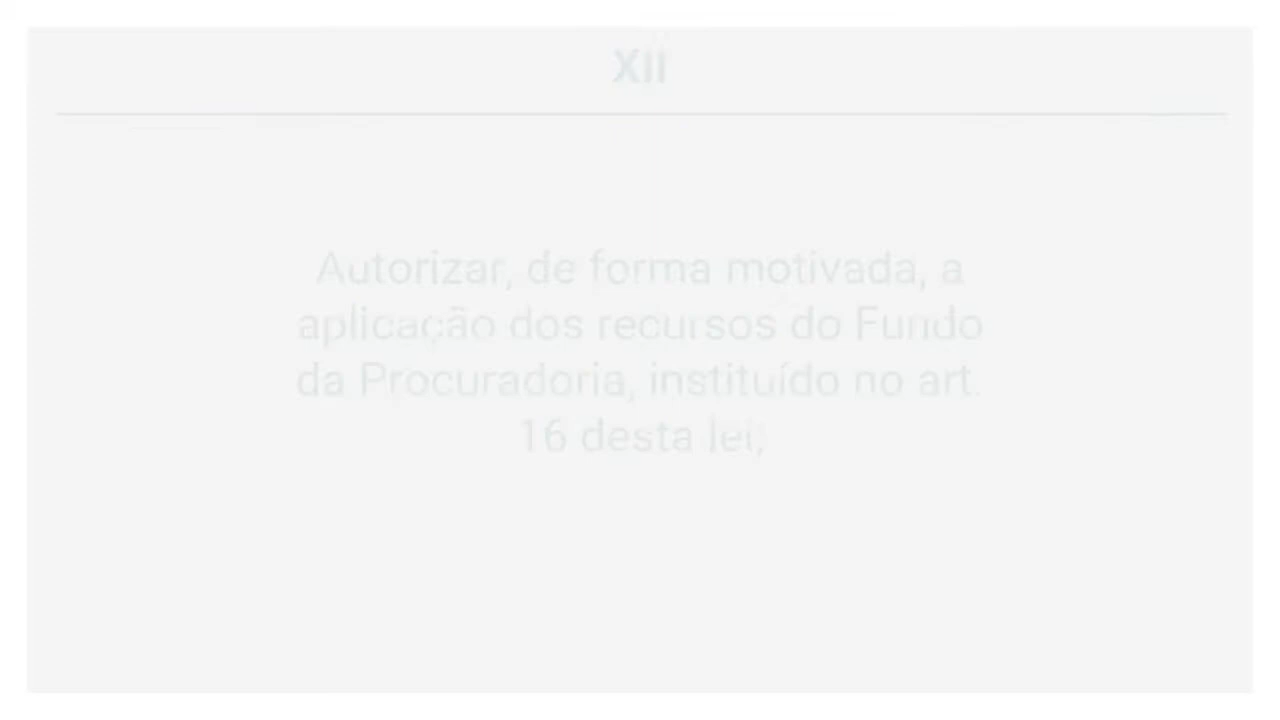 XII
Autorizar, de forma motivada, a
aplicação dos recursos do Fundo
da Procuradoria, instituído no art.
16 desta lei;